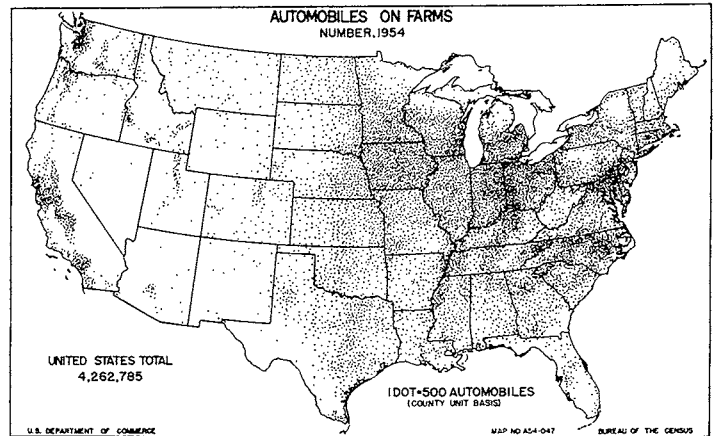 AUTOMOBILES ON FARMS
NUMBER, 1954
UNITED STATES TOTAL
4,262,785
1 DOT=500 AUTOMOBILES
(COUNTY UNIT BASIS)
U.S. DEPARTMENT OF COMMERCE
MAP NO A54-047
BUREAU OF THE CENSUS